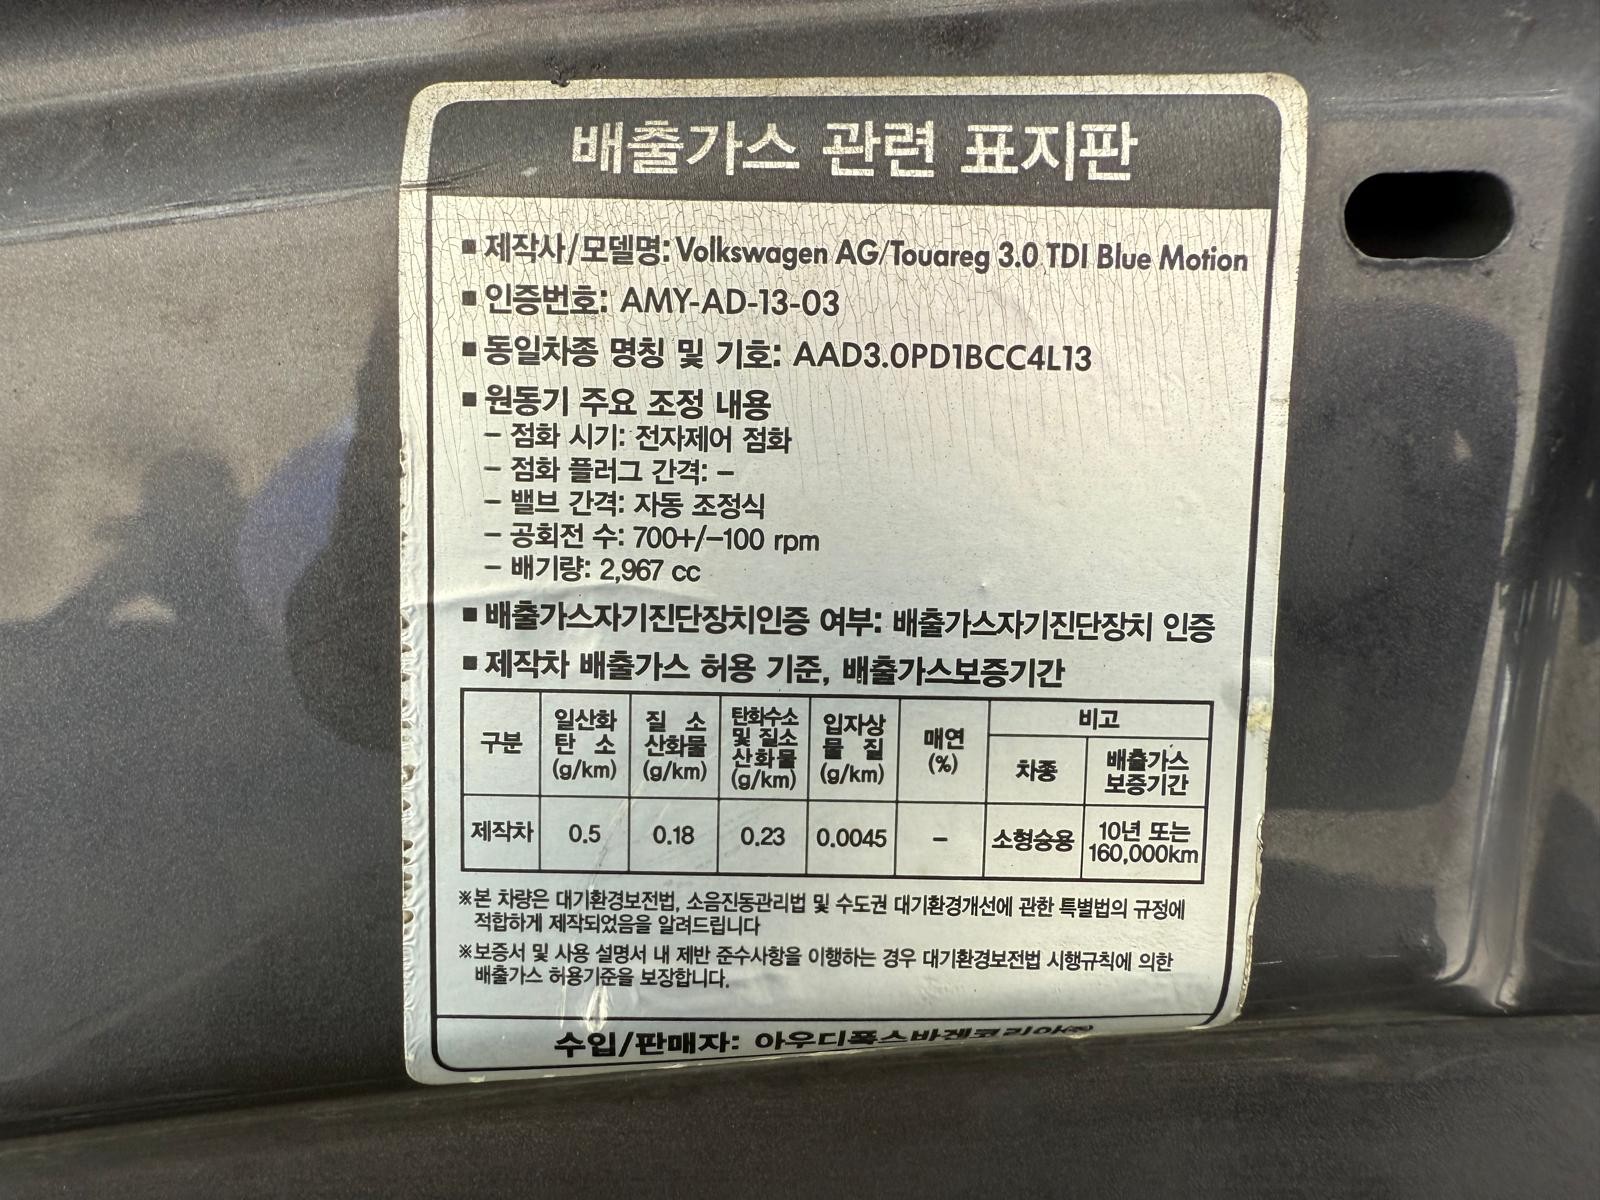 배출가스 관련 표지판
■ 제작사/모델명: Volkswagen AG/Touareg 3.0 TDI Blue Motion
■ 인증번호: AMY-AD-13-03
■ 동일차종 명칭 및 기호: AAD3.0PD1BCC4L13
■ 원동기 주요 조정 내용
– 점화 시기: 전자제어 점화
– 점화 플러그 간격: –
– 밸브 간격: 자동 조정식
– 공회전 수: 700+/–100 rpm
– 배기량: 2,967 cc
■ 배출가스자기진단장치인증 여부: 배출가스자기진단장치 인증
■ 제작차 배출가스 허용 기준, 배출가스보증기간
구분 일산화 탄 소 (g/km) 질 소 산화물 (g/km) 탄화수소 및 질소 산화물 (g/km) 입자상 물 질 (g/km) 매연 (%) 비고
차종 배출가스 보증기간
제작차 0.5 0.18 0.23 0.0045 – 소형승용 10년 또는 160,000km
※본 차량은 대기환경보전법, 소음진동관리법 및 수도권 대기환경개선에 관한 특별법의 규정에
적합하게 제작되었음을 알려드립니다
※보증서 및 사용 설명서 내 제반 준수사항을 이행하는 경우 대기환경보전법 시행규칙에 의한
배출가스 허용기준을 보장합니다.
수입/판매자: 아우디폭스바겐코리아㈜